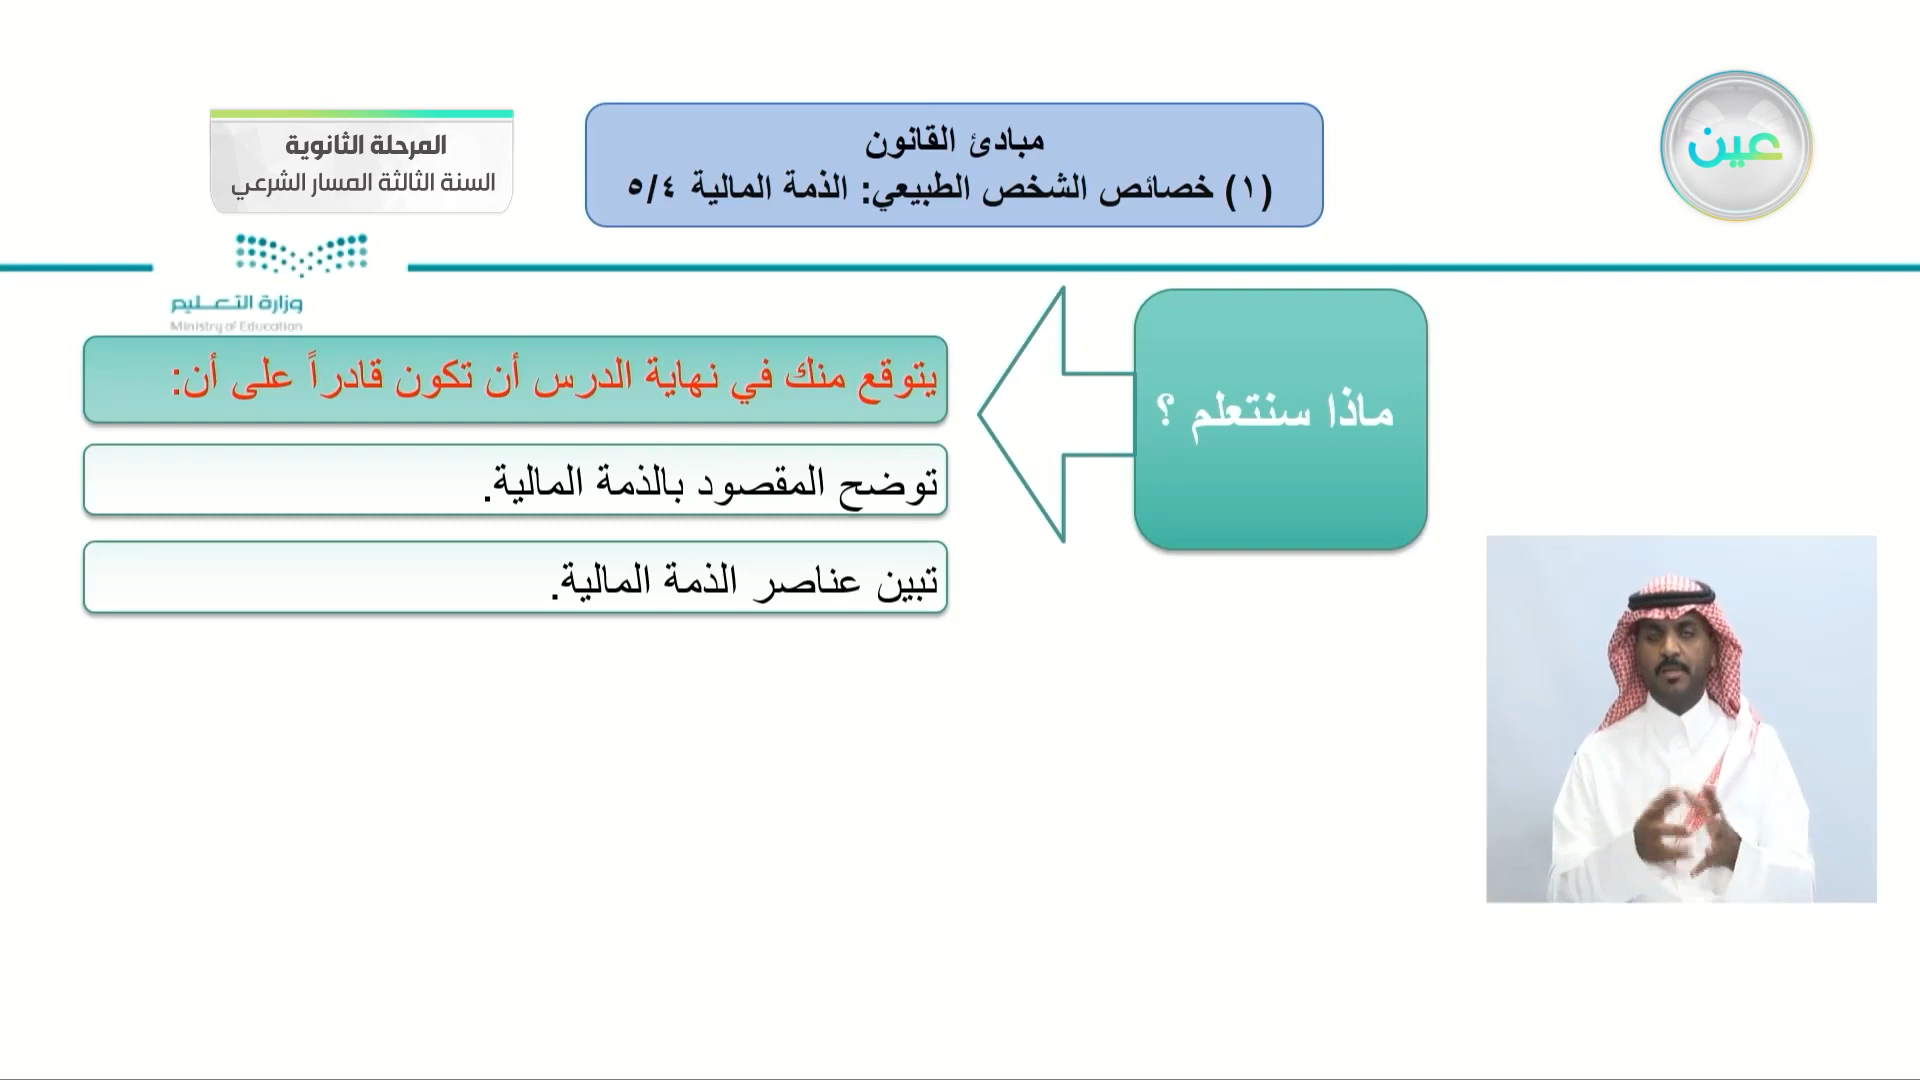 عين
مبادئ القانون
(١) خصائص الشخص الطبيعي: الذمة المالية ٥/٤
المرحلة الثانوية
السنة الثالثة المسار الشرعي
وزارة التعليم
Ministry of Education
ماذا سنتعلم ؟
يتوقع منك في نهاية الدرس أن تكون قادراً على أن:
توضح المقصود بالذمة المالية.
تبين عناصر الذمة المالية.